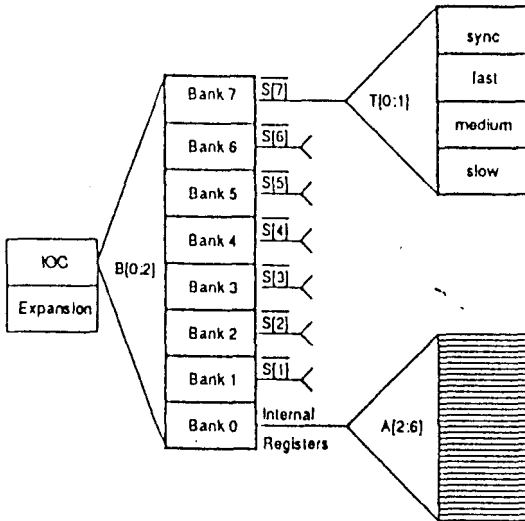 sync
Bank 7
S[7]
T[0:1]
fast
Bank 6
S[6]
medium
Bank 5
S[5]
slow
Bank 4
S[4]
IOC
B[0:2]
Bank 3
S[3]
Expansion
Bank 2
S[2]
Bank 1
S[1]
Bank 0
Internal
Registers
A[2:6]